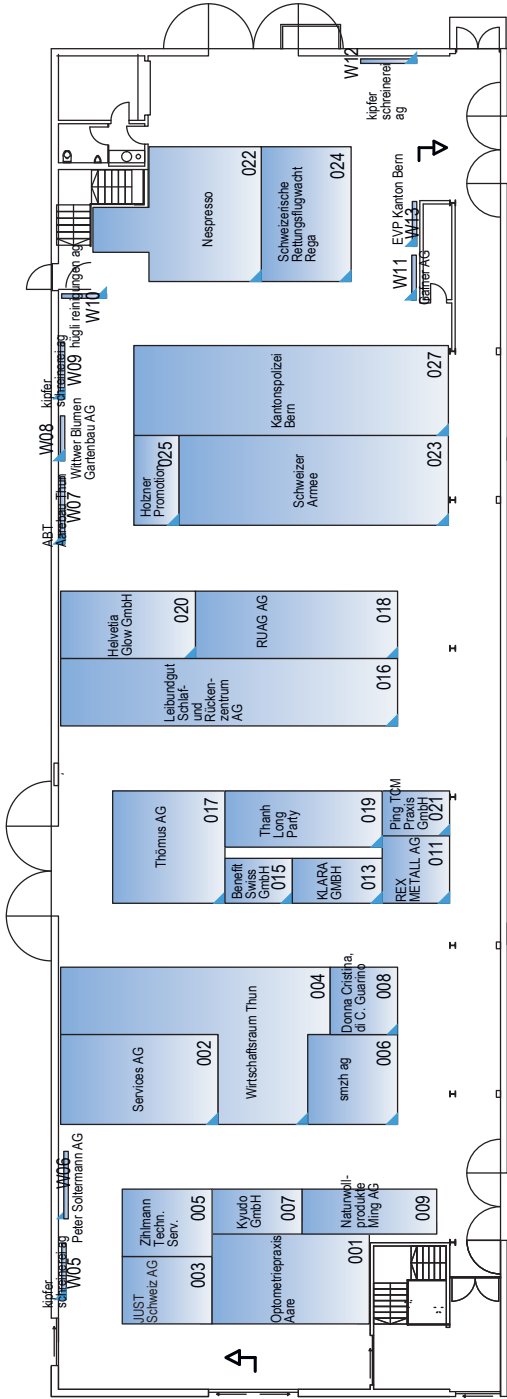 W12
kipfer
schreinerei
ag
022
Nespresso
024
Schweizerische
Rettungsflugwacht
Rega
EVP Kanton Bern
W13
W11
Gafner AG
hügli reinigungen ag
W10
kipfer
schreinerei ag
W09
W08
Wittwer Blumen
Gartenbau AG
ABT
Aarebau Thun
W07
027
Kantonspolizei
Bern
Holzner
Promotion
025
023
Schweizer
Armee
Helvetia
Glow GmbH
020
RUAG AG
018
Leibundgut
Schlaf-
und
Rücken-
zentrum
AG
016
Thömus AG
017
Thanh
Long
Party
019
Ping TCM
Praxis
GmbH
021
Benefit
Swiss
GmbH
015
KLARA
GMBH
013
REX
METALL AG
011
Wirtschaftsraum Thun
004
Donna Cristina,
di C. Guarino
008
Services AG
002
smzh ag
006
W06
Peter Soltermann AG
kipfer
schreinerei ag
W05
Zihlmann
Techn.
Serv.
005
Kyudo
GmbH
007
Naturwoll-
produkte
Ming AG
009
JUST
Schweiz AG
003
Optometriepraxis
Aare
001